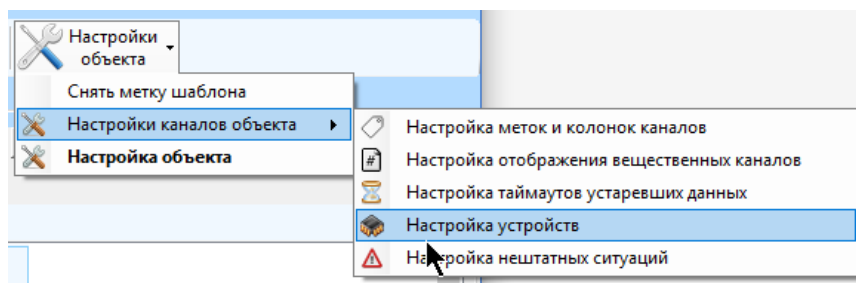 Настройки
объекта
Снять метку шаблона
Настройки каналов объекта
Настройка объекта
Настройка меток и колонок каналов
# Настройка отображения вещественных каналов
Настройка таймаутов устаревших данных
Настройка устройств
Настройка нештатных ситуаций